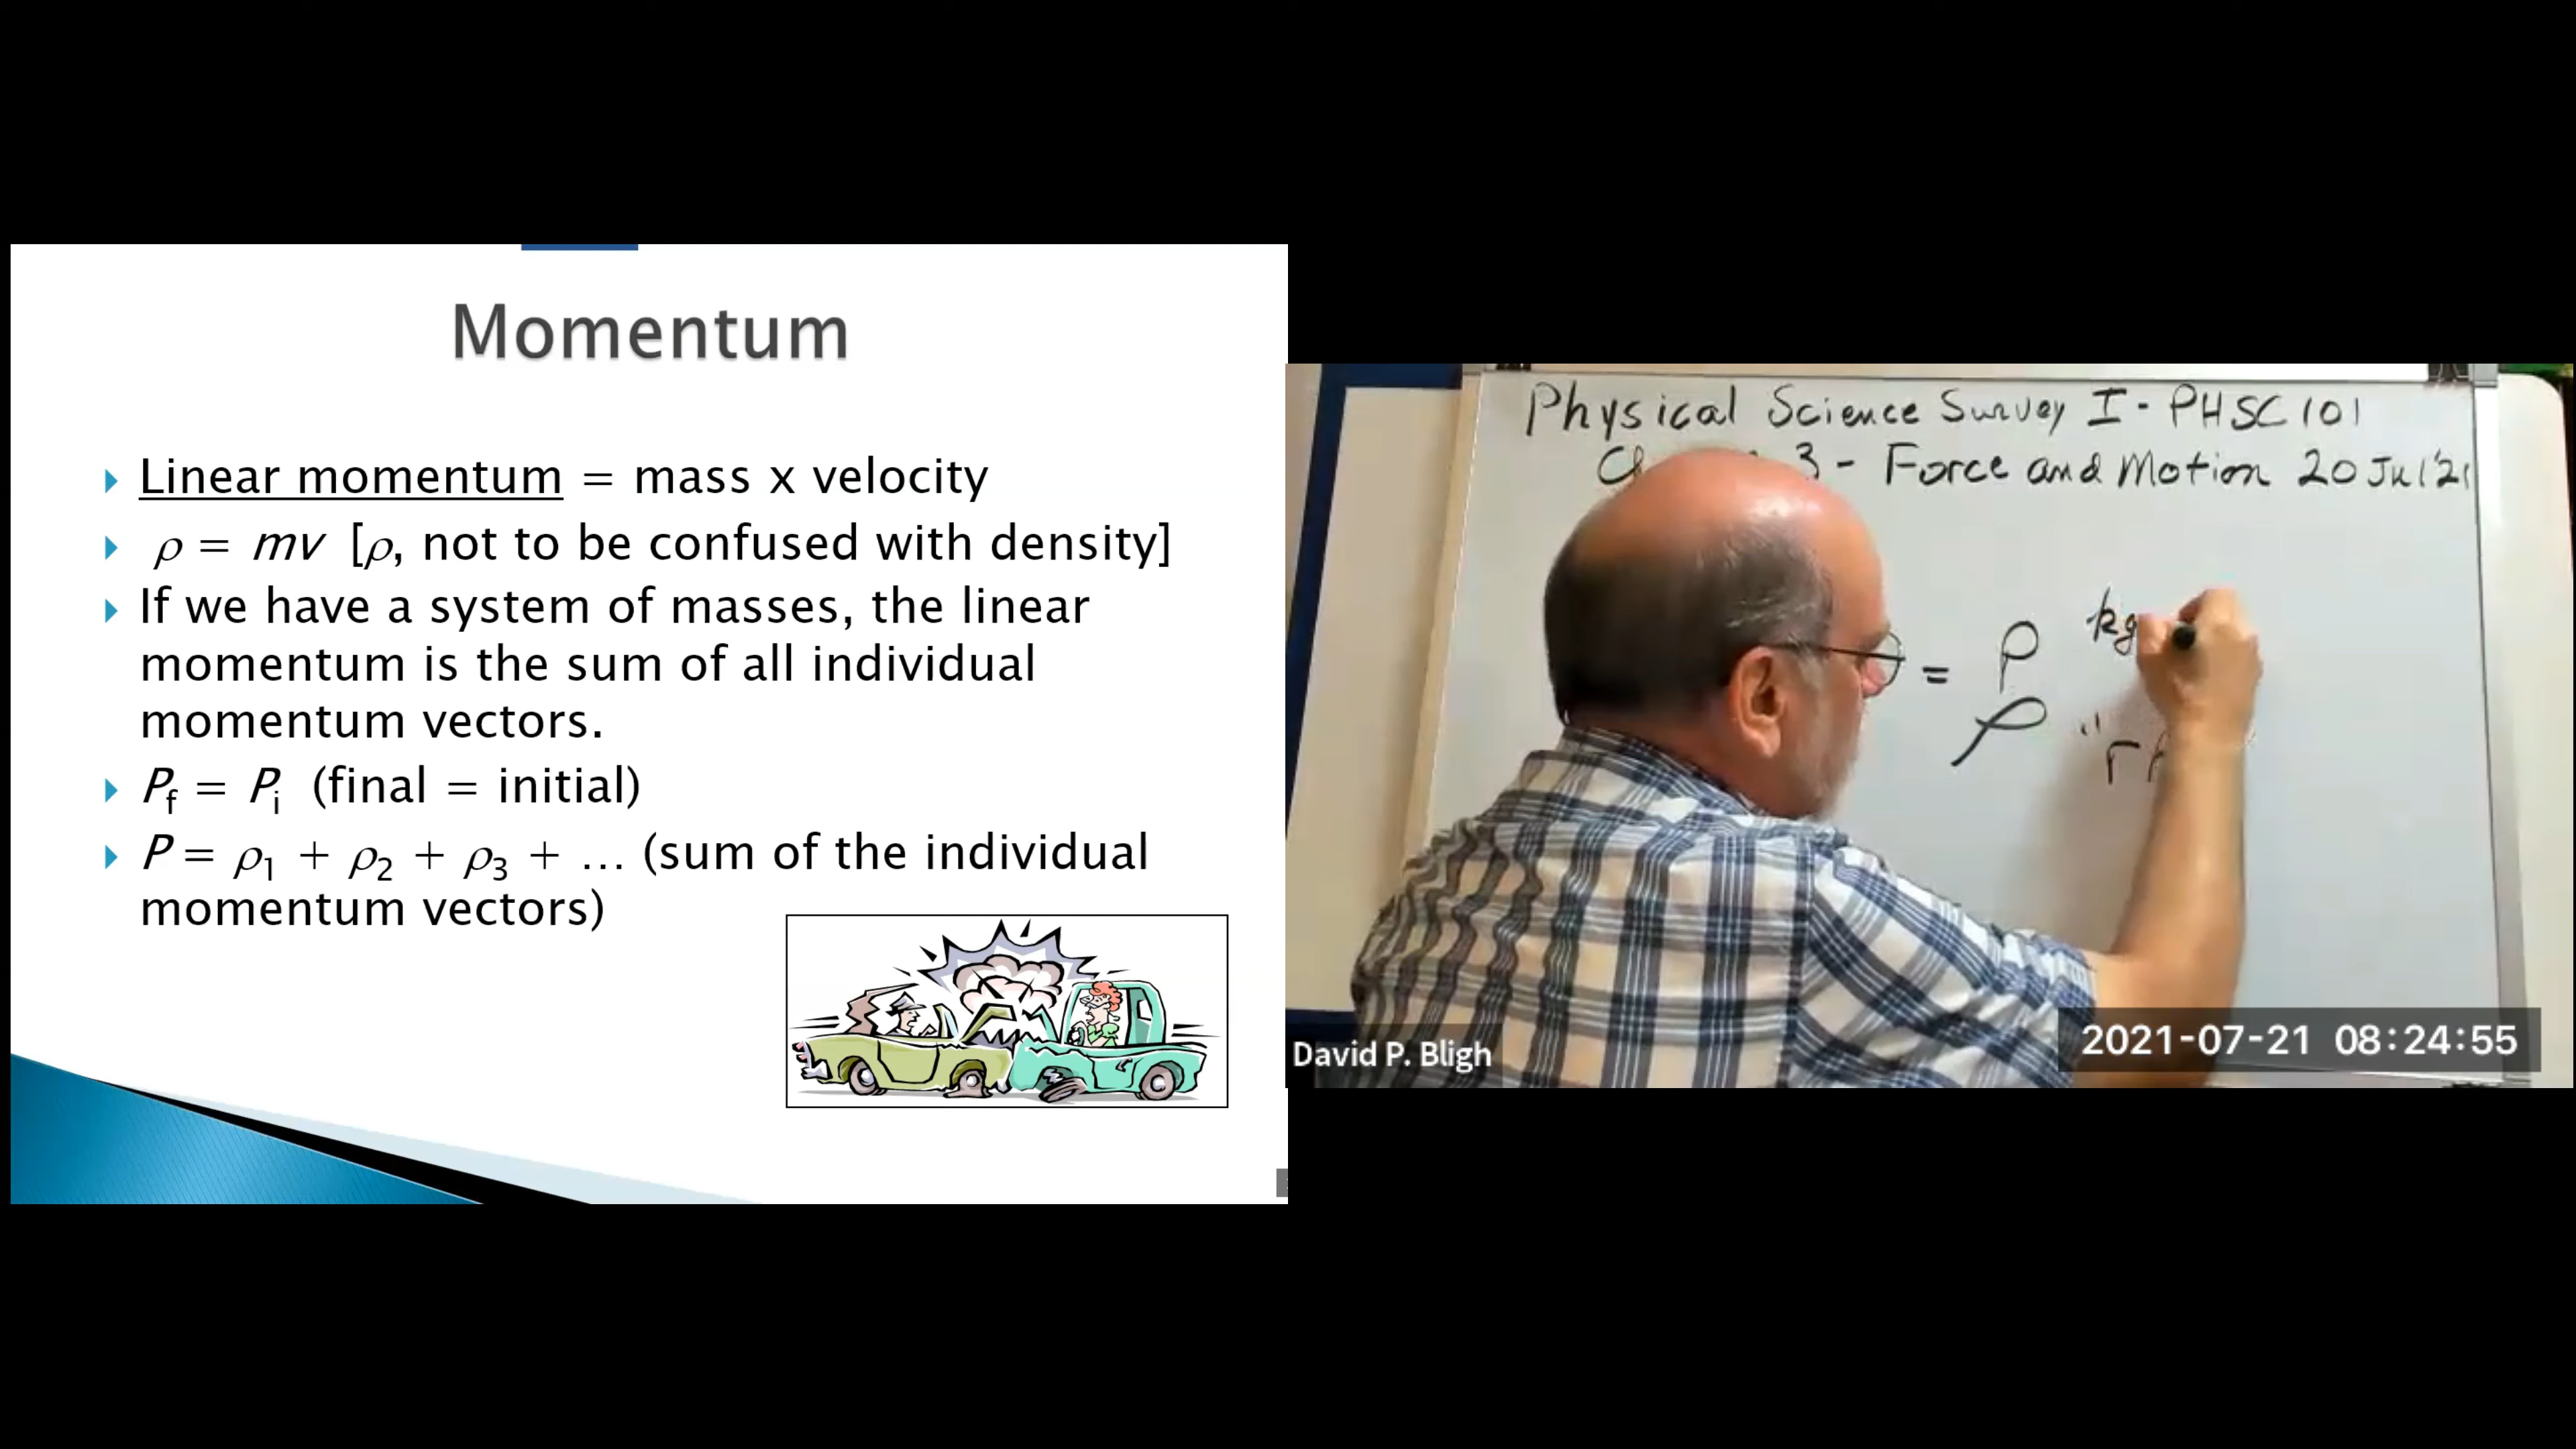 Momentum
Linear momentum = mass x velocity
ρ = mv [ρ, not to be confused with density]
If we have a system of masses, the linear
momentum is the sum of all individual
momentum vectors.
Pf = Pi (final = initial)
P = ρ1 + ρ2 + ρ3 + … (sum of the individual
momentum vectors)
Physical Science Survey I - PHSC 101
3 - Force and Motion 20 Jul '21
= ρ kg
ρ "r
David P. Bligh
2021-07-21 08:24:55